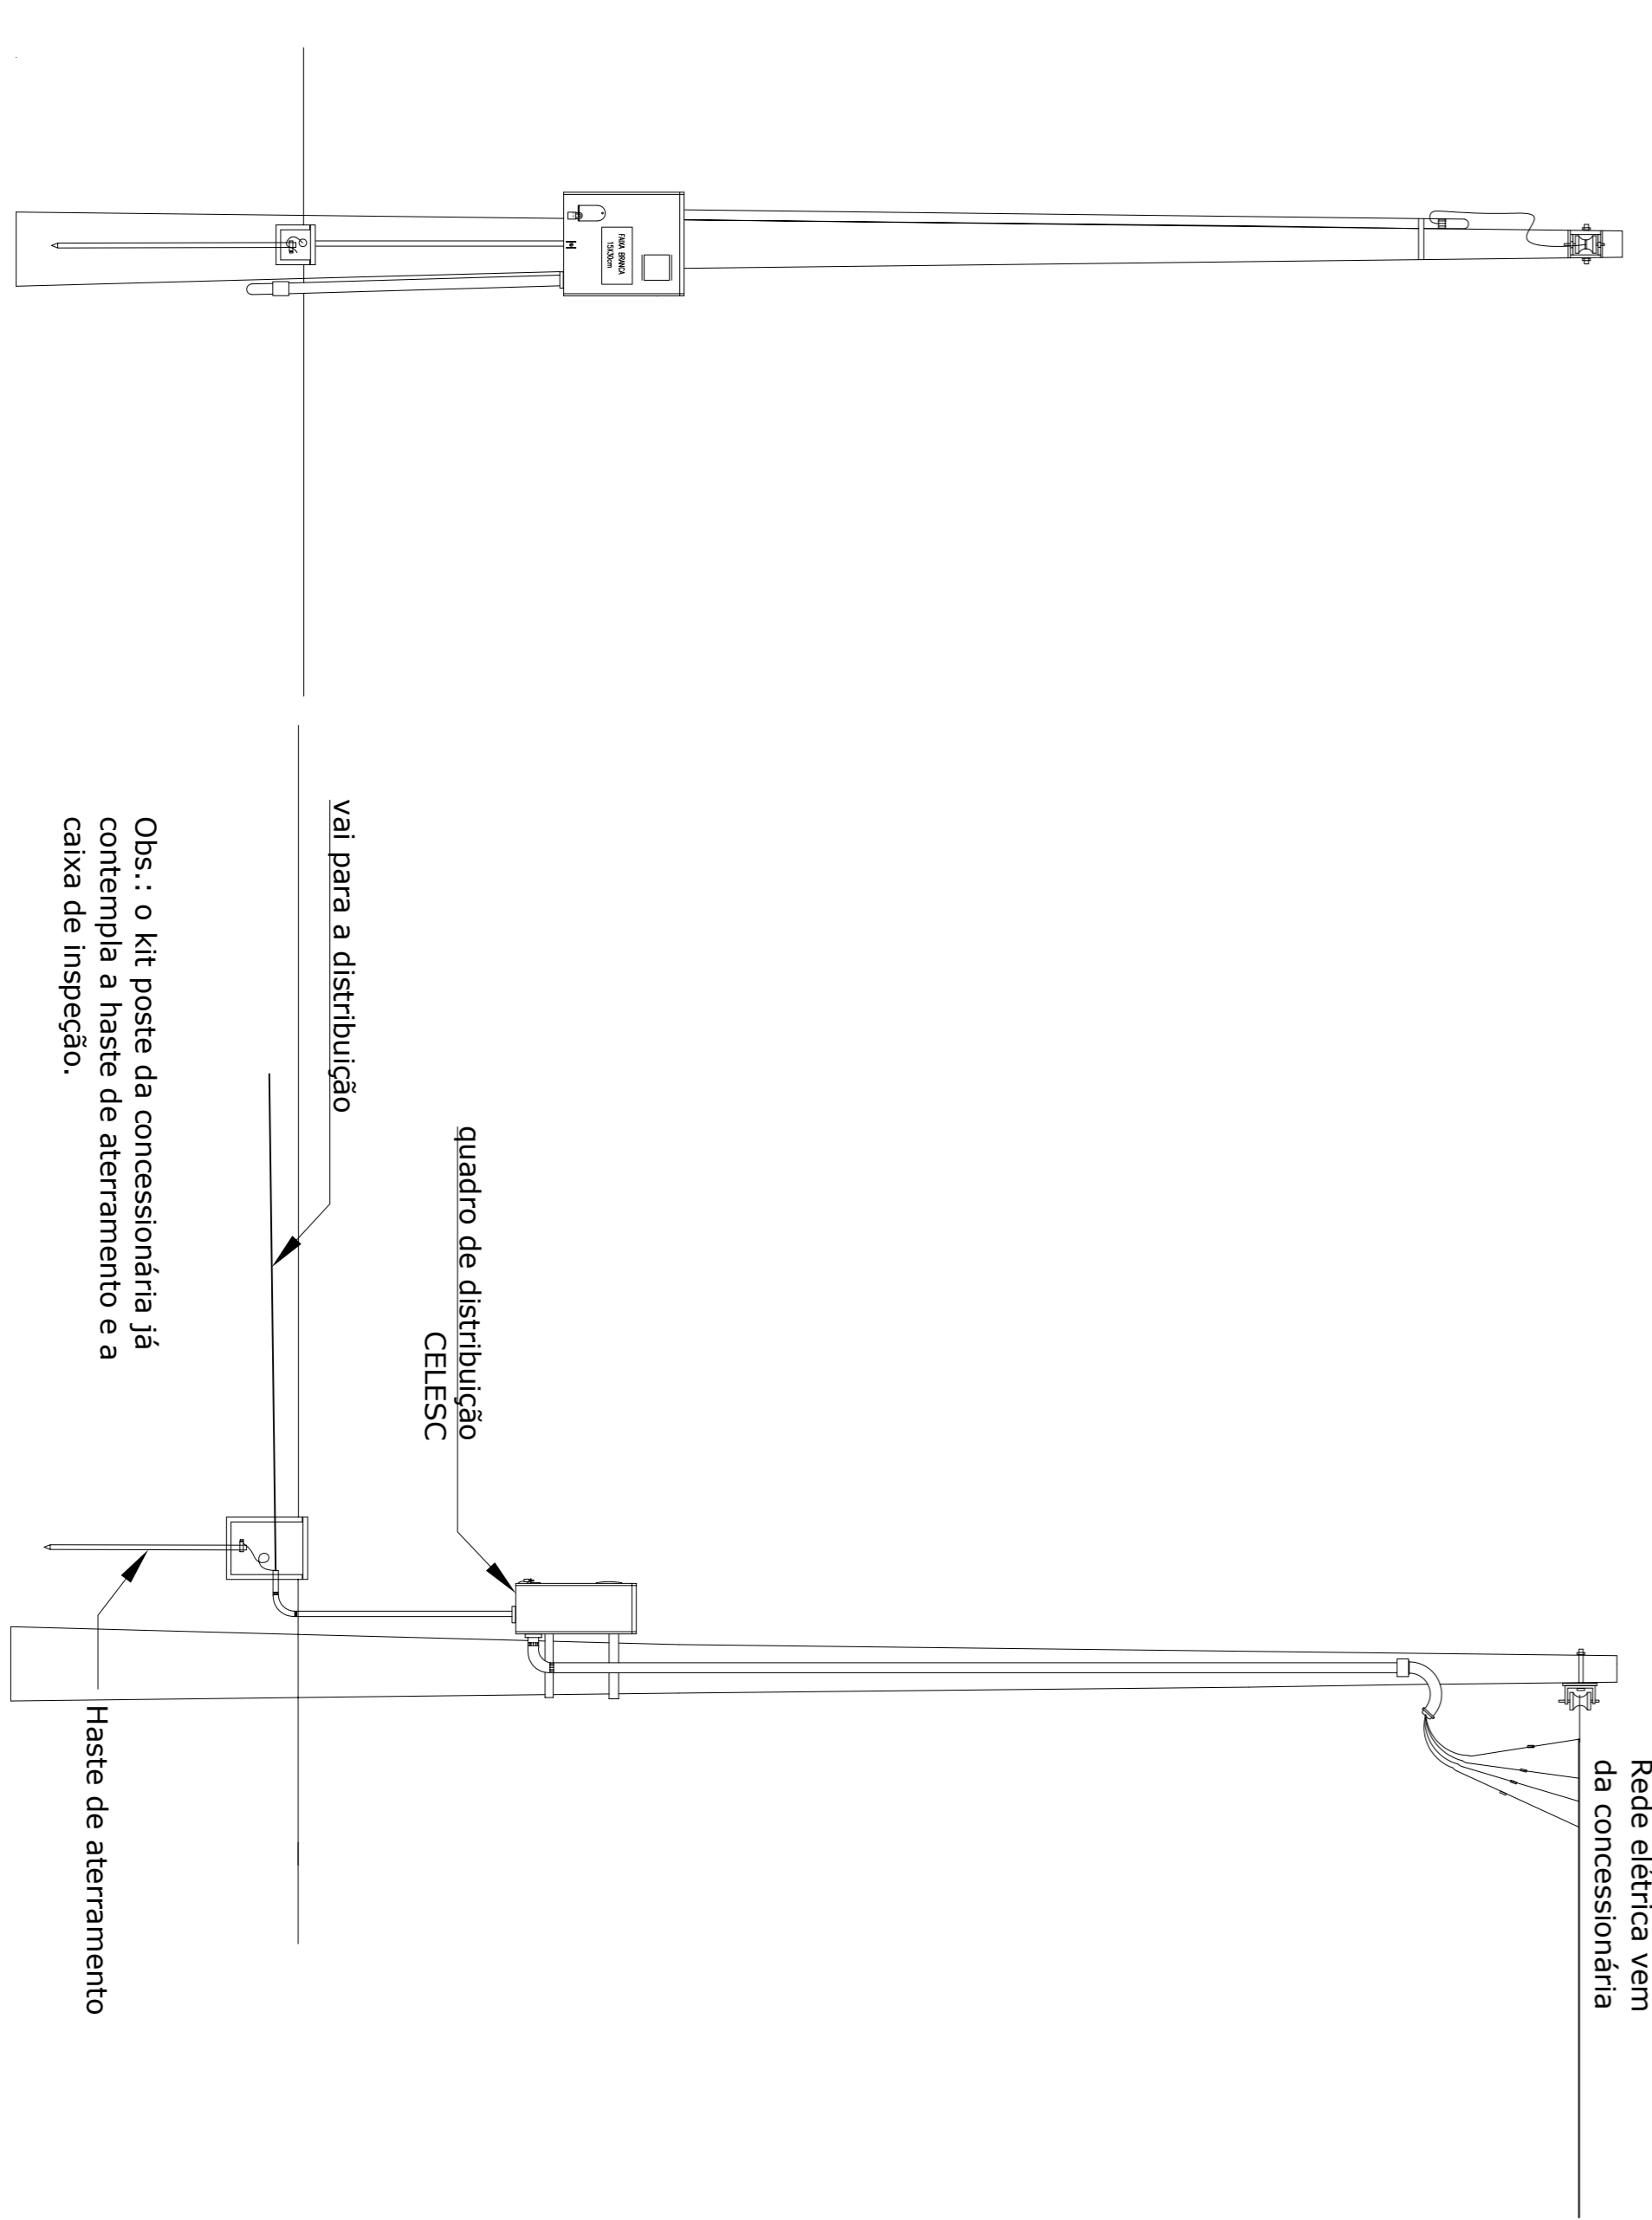 FAIXA BRANCA
15X30cm
Rede elétrica vem
da concessionária
quadro de distribuição
CELESC
vai para a distribuição
Obs.: o kit poste da concessionária já
contempla a haste de aterramento e a
caixa de inspeção.
Haste de aterramento